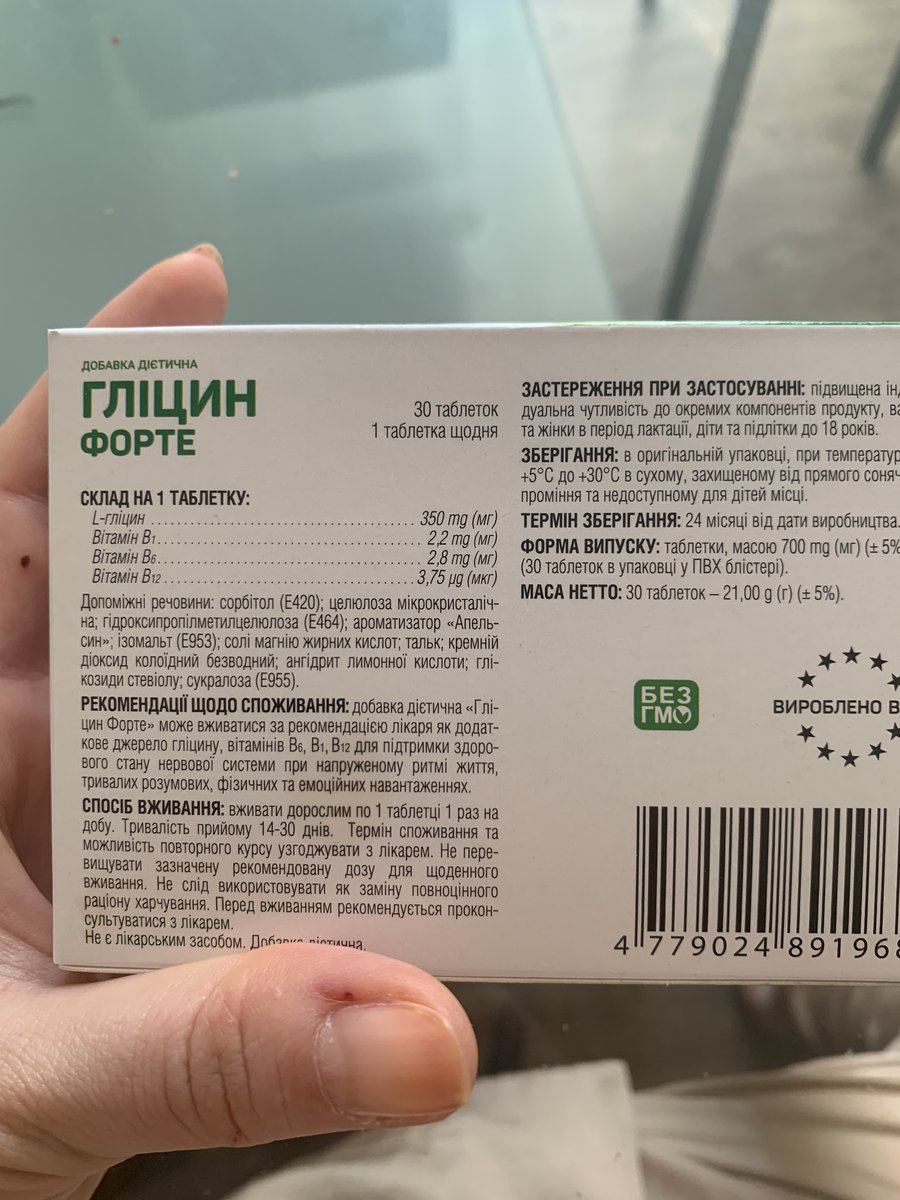 ДОБАВКА ДІЄТИЧНА
ГЛІЦИН
ФОРТЕ
30 таблеток
1 таблетка щодня
СКЛАД НА 1 ТАБЛЕТКУ:
L-гліцин ........................................ 350 mg (мг)
Вітамін B1 ........................................ 2,2 mg (мг)
Вітамін B6 ........................................ 2,8 mg (мг)
Вітамін B12 ........................................ 3,75 µg (мкг)
Допоміжні речовини: сорбітол (Е420); целюлоза мікрокристаліч-
на; гідроксипропілметилцелюлоза (Е464); ароматизатор «Апель-
син»; ізомальт (Е953); солі магнію жирних кислот; тальк; кремній
діоксид колоїдний безводний; ангідрит лимонної кислоти; глі-
козиди стевіолу; сукралоза (Е955).
РЕКОМЕНДАЦІЇ ЩОДО СПОЖИВАННЯ: добавка дієтична «Глі-
цин Форте» може вживатися за рекомендацією лікаря як додат-
кове джерело гліцину, вітамінів B6, B1, B12 для підтримки здоро-
вого стану нервової системи при напруженому ритмі життя,
тривалих розумових, фізичних та емоційних навантаженнях.
СПОСІБ ВЖИВАННЯ: вживати дорослим по 1 таблетці 1 раз на
добу. Тривалість прийому 14-30 днів. Термін споживання та
можливість повторного курсу узгоджувати з лікарем. Не пере-
вищувати зазначену рекомендовану дозу для щоденного
вживання. Не слід використовувати як заміну повноцінного
раціону харчування. Перед вживанням рекомендується прокон-
сультуватися з лікарем.
Не є лікарським засобом. Добавка дієтична.
ЗАСТЕРЕЖЕННЯ ПРИ ЗАСТОСУВАННІ: підвищена
дуальна чутливість до окремих компонентів продукту,
та жінки в період лактації, діти та підлітки до 18 років.
ЗБЕРІГАННЯ: в оригінальній упаковці, при температур
+5°С до +30°С в сухому, захищеному від прямого соняч
проміння та недоступному для дітей місці.
ТЕРМІН ЗБЕРІГАННЯ: 24 місяці від дати виробництва.
ФОРМА ВИПУСКУ: таблетки, масою 700 mg (мг) (± 5%
(30 таблеток в упаковці у ПВХ блістері).
МАСА НЕТТО: 30 таблеток – 21,00 g (г) (± 5%).
БЕЗ
ГМО
ВИРОБЛЕНО В
4 779024 89196